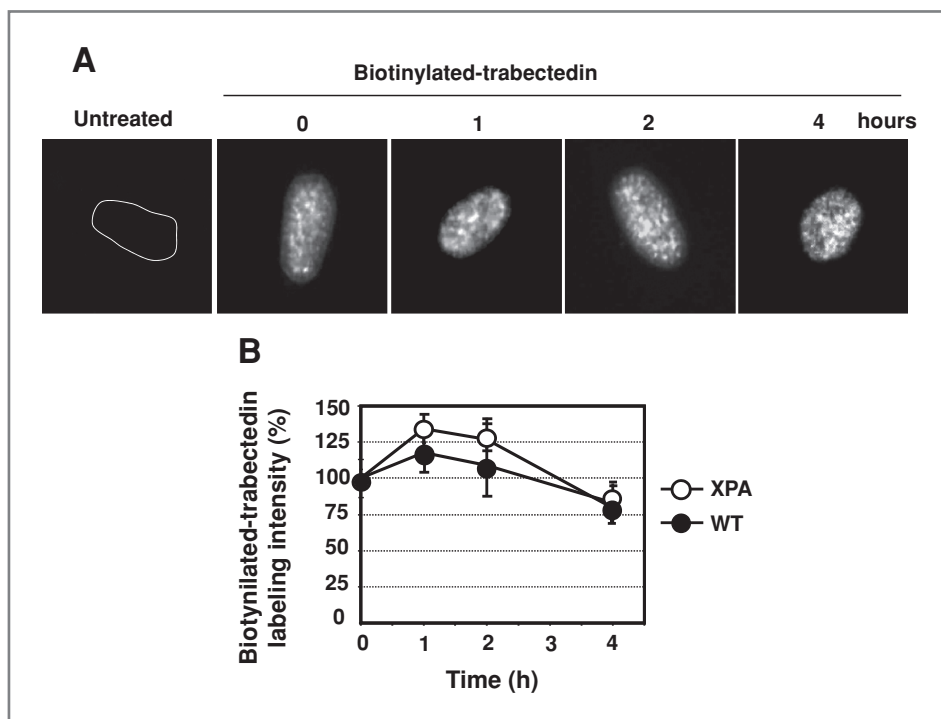 A
Biotinylated-trabectedin
Untreated 0 1 2 4 hours
B
Biotynilated-trabectedin
labeling intensity (%)
150
125
100
75
50
25
0
0 1 2 3 4
Time (h)
XPA
WT